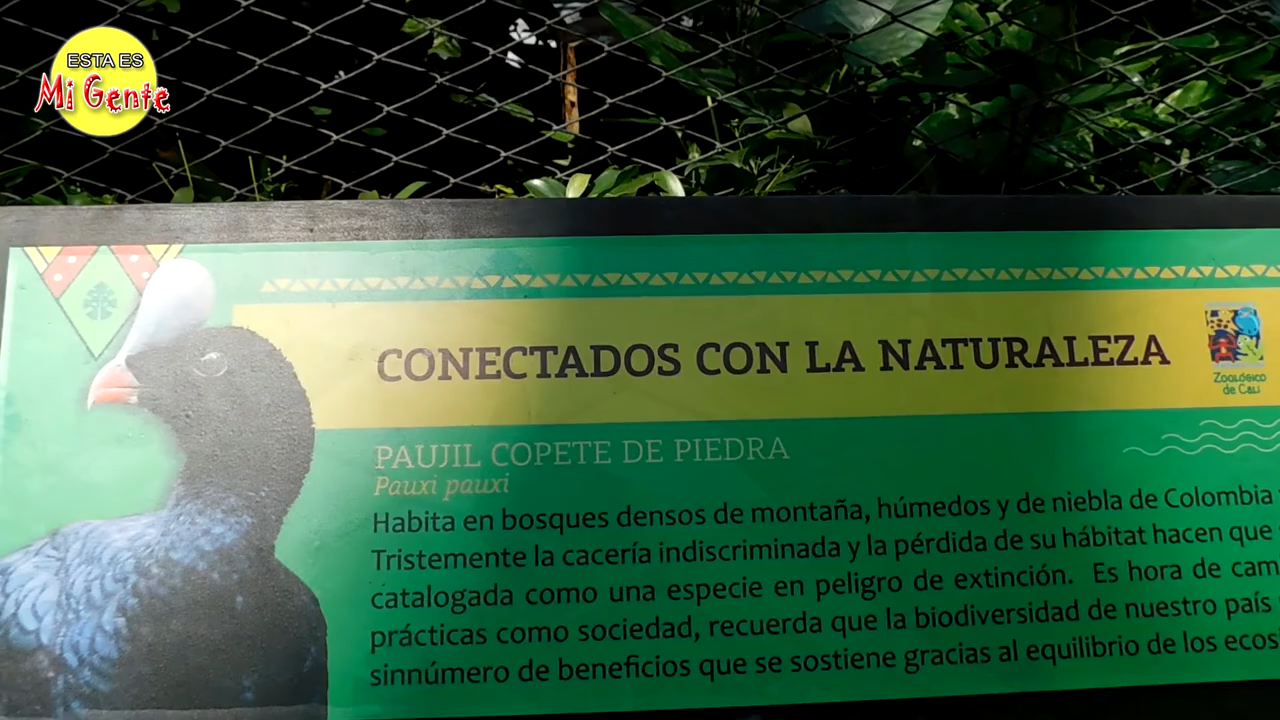 ESTA ES
Mi Gente
CONECTADOS CON LA NATURALEZA
ZOOLÓGICO
de CALI
PAUJIL COPETE DE PIEDRA
Pauxi pauxi
Habita en bosques densos de montaña, húmedos y de niebla de Colombia
Tristemente la cacería indiscriminada y la pérdida de su hábitat hacen que
catalogada como una especie en peligro de extinción. Es hora de cam
prácticas como sociedad, recuerda que la biodiversidad de nuestro país
sinnúmero de beneficios que se sostiene gracias al equilibrio de los ecos